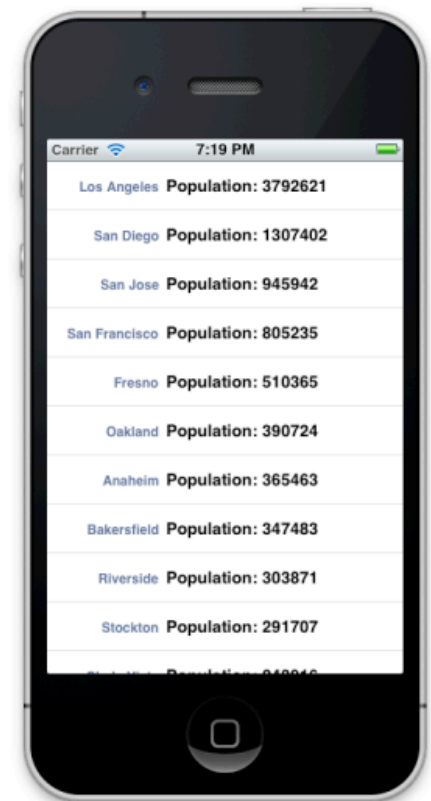 Carrier 7:19 PM
Los Angeles Population: 3792621
San Diego Population: 1307402
San Jose Population: 945942
San Francisco Population: 805235
Fresno Population: 510365
Oakland Population: 390724
Anaheim Population: 365463
Bakersfield Population: 347483
Riverside Population: 303871
Stockton Population: 291707